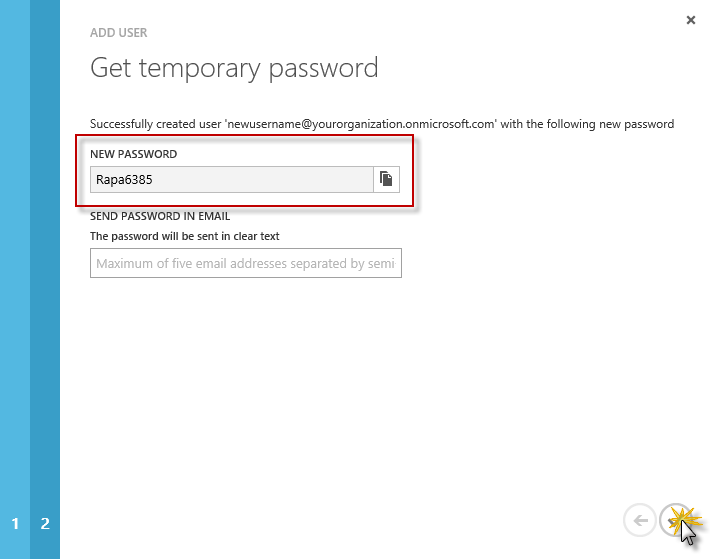 ADD USER
Get temporary password
Successfully created user 'newusername@yourorganization.onmicrosoft.com' with the following new password
NEW PASSWORD
Rapa6385
SEND PASSWORD IN EMAIL
The password will be sent in clear text
Maximum of five email addresses separated by semi
1 2